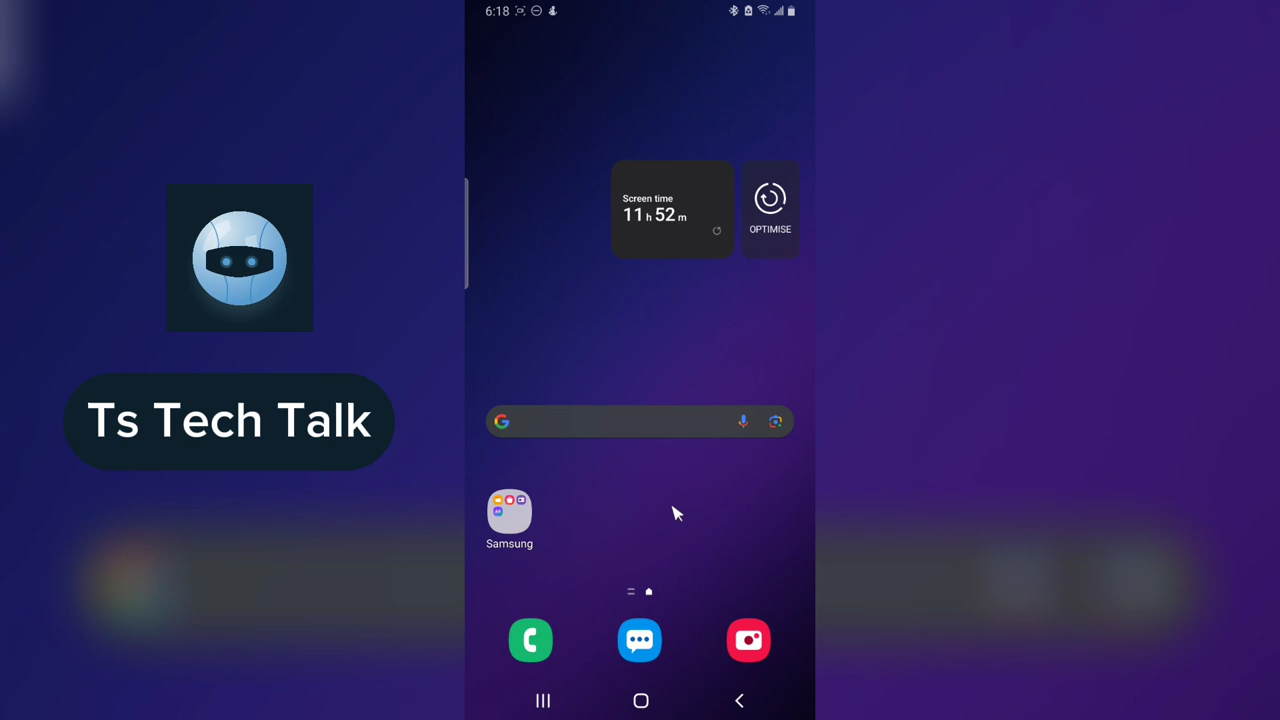 6:18
Screen time
11 h 52 m
OPTIMISE
Ts Tech Talk
Samsung